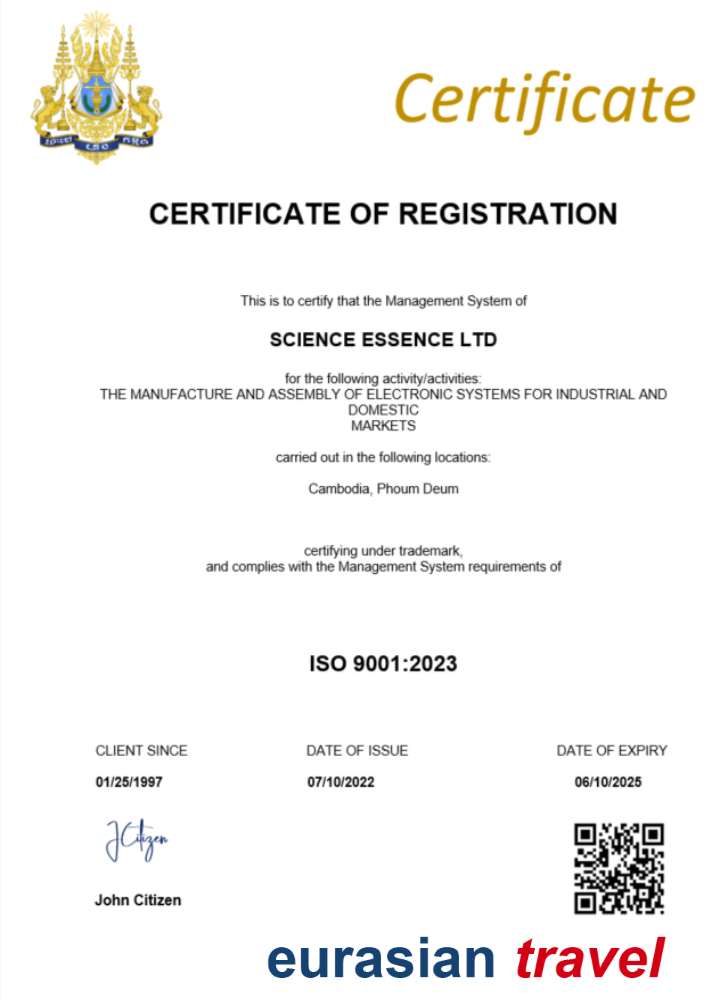 Certificate
CERTIFICATE OF REGISTRATION
This is to certify that the Management System of
SCIENCE ESSENCE LTD
for the following activity/activities:
THE MANUFACTURE AND ASSEMBLY OF ELECTRONIC SYSTEMS FOR INDUSTRIAL AND
DOMESTIC
MARKETS
carried out in the following locations:
Cambodia, Phoum Deum
certifying under trademark,
and complies with the Management System requirements of
ISO 9001:2023
CLIENT SINCE DATE OF ISSUE DATE OF EXPIRY
01/25/1997 07/10/2022 06/10/2025
JCitizen
John Citizen
eurasian travel